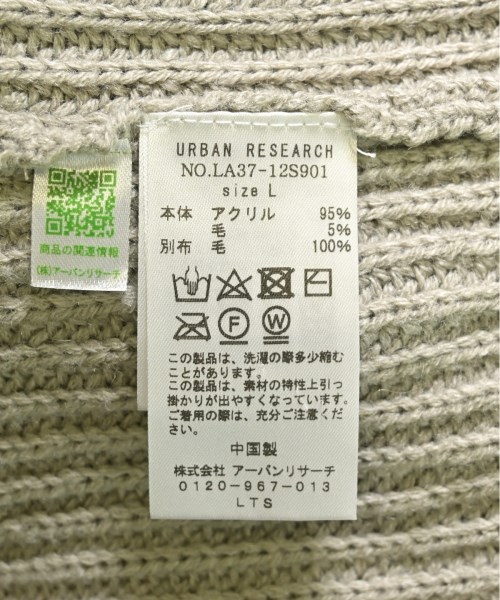 URBAN RESEARCH
NO.LA37-12S901
size L
本体 アクリル 95%
毛 5%
別布 毛 100%
F
W
この製品は、洗濯の際多少縮む
ことがあります。
この製品は、素材の特性上引っ
掛かりが出やすくなっています。
ご着用の際は、充分ご注意くださ
い。
中国製
株式会社 アーバンリサーチ
0120-967-013
LTS
商品の関連情報
(株)アーバンリサーチ